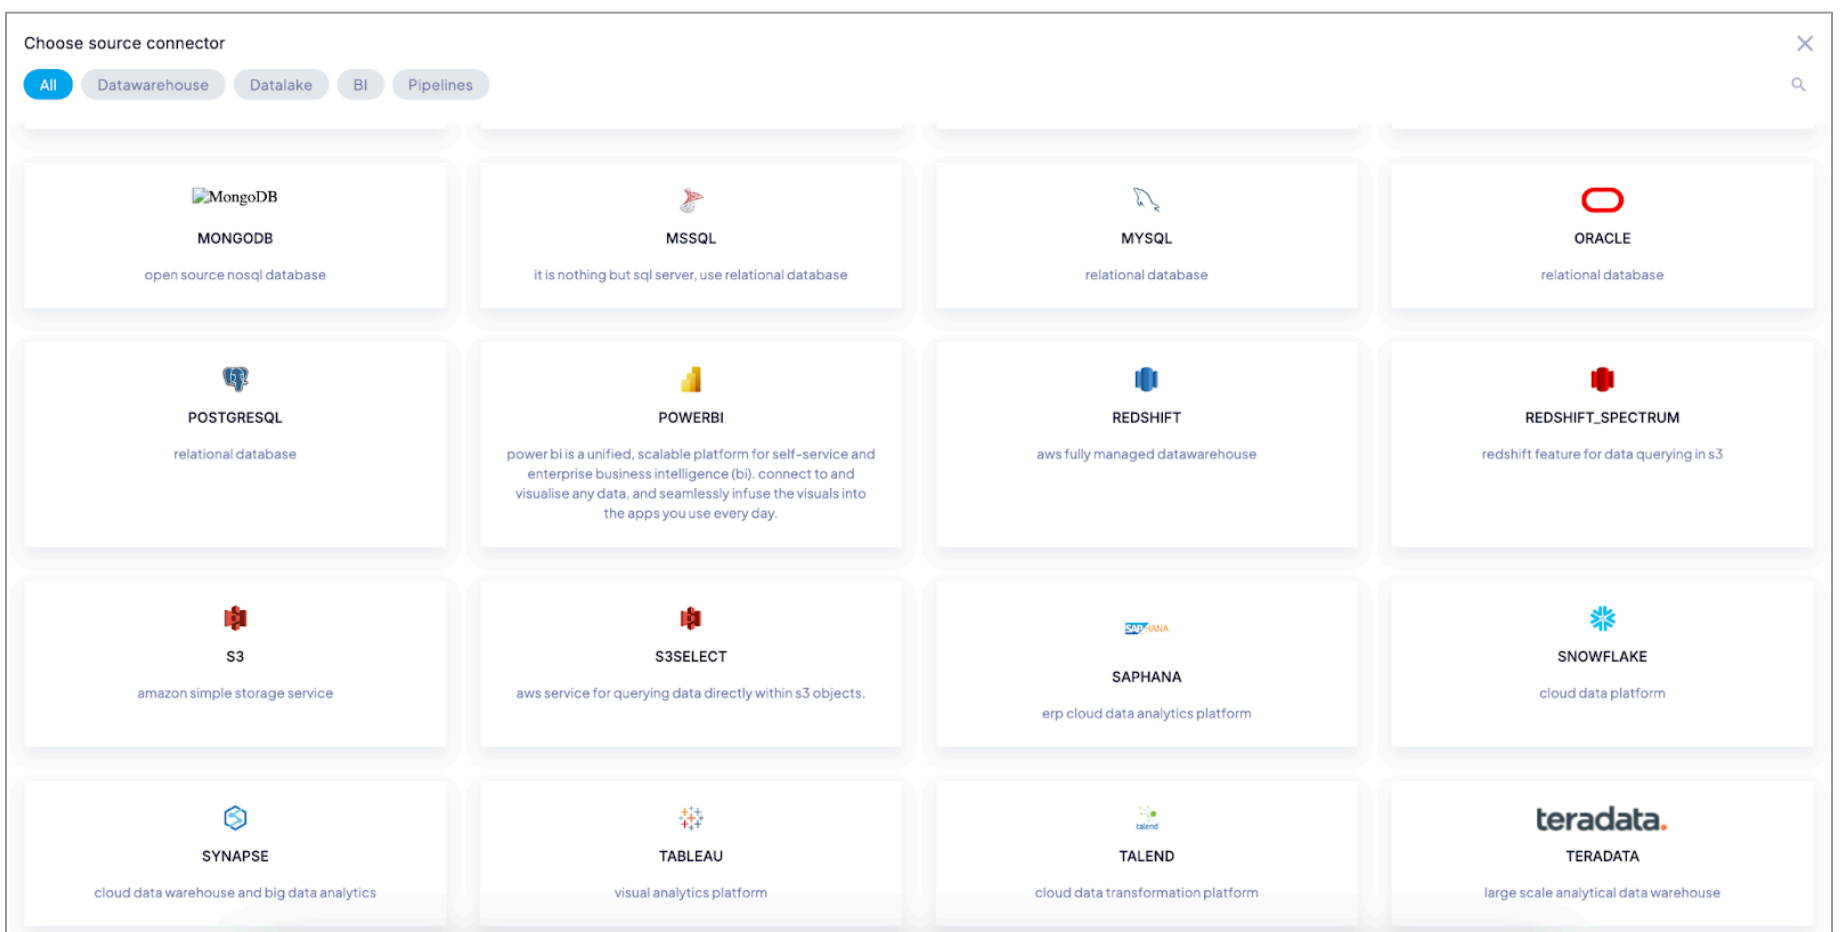 Choose source connector
All
Datawarehouse
Datalake
BI
Pipelines
MongoDB
MONGODB
open source nosql database
MSSQL
it is nothing but sql server, use relational database
MYSQL
relational database
ORACLE
relational database
POSTGRESQL
relational database
POWERBI
power bi is a unified, scalable platform for self-service and
enterprise business intelligence (bi). connect to and
visualise any data, and seamlessly infuse the visuals into
the apps you use every day.
REDSHIFT
aws fully managed datawarehouse
REDSHIFT_SPECTRUM
redshift feature for data querying in s3
S3
amazon simple storage service
S3SELECT
aws service for querying data directly within s3 objects.
SAP HANA
SAPHANA
erp cloud data analytics platform
SNOWFLAKE
cloud data platform
SYNAPSE
cloud data warehouse and big data analytics
TABLEAU
visual analytics platform
talend
TALEND
cloud data transformation platform
teradata.
TERADATA
large scale analytical data warehouse